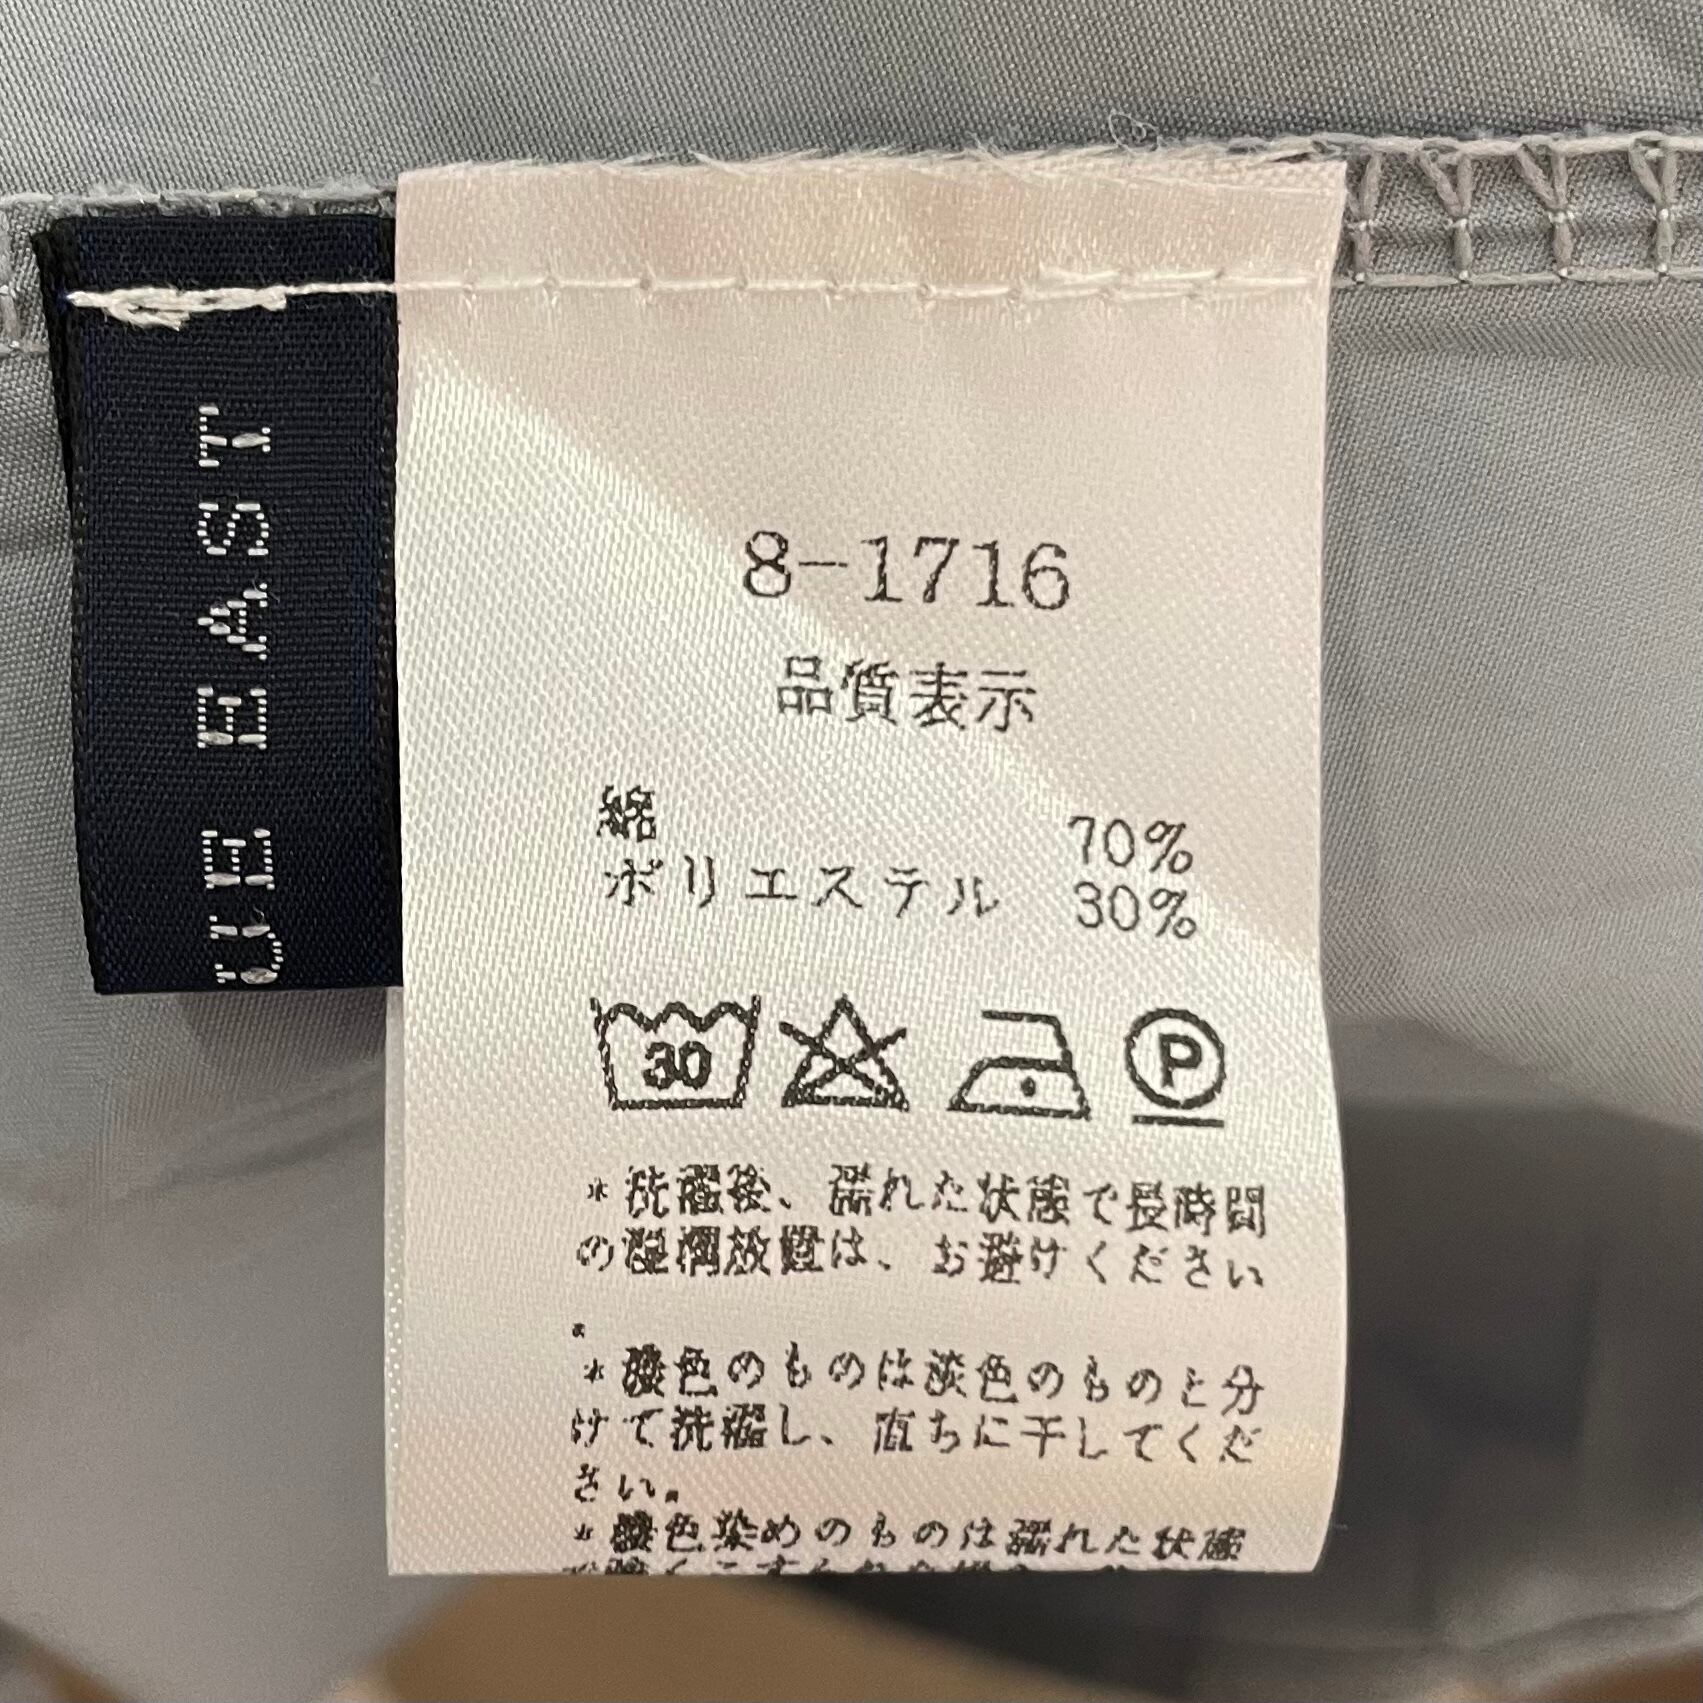 UE EAST
8-1716
品質表示
綿 70%
ポリエステル 30%
30
P
*洗濯後、濡れた状態で長時間
の湿潤放置は、お避けください
。
*濃色のものは淡色のものと分
けて洗濯し、直ちに干してくだ
さい。
*濃色染めのものは濡れた状態